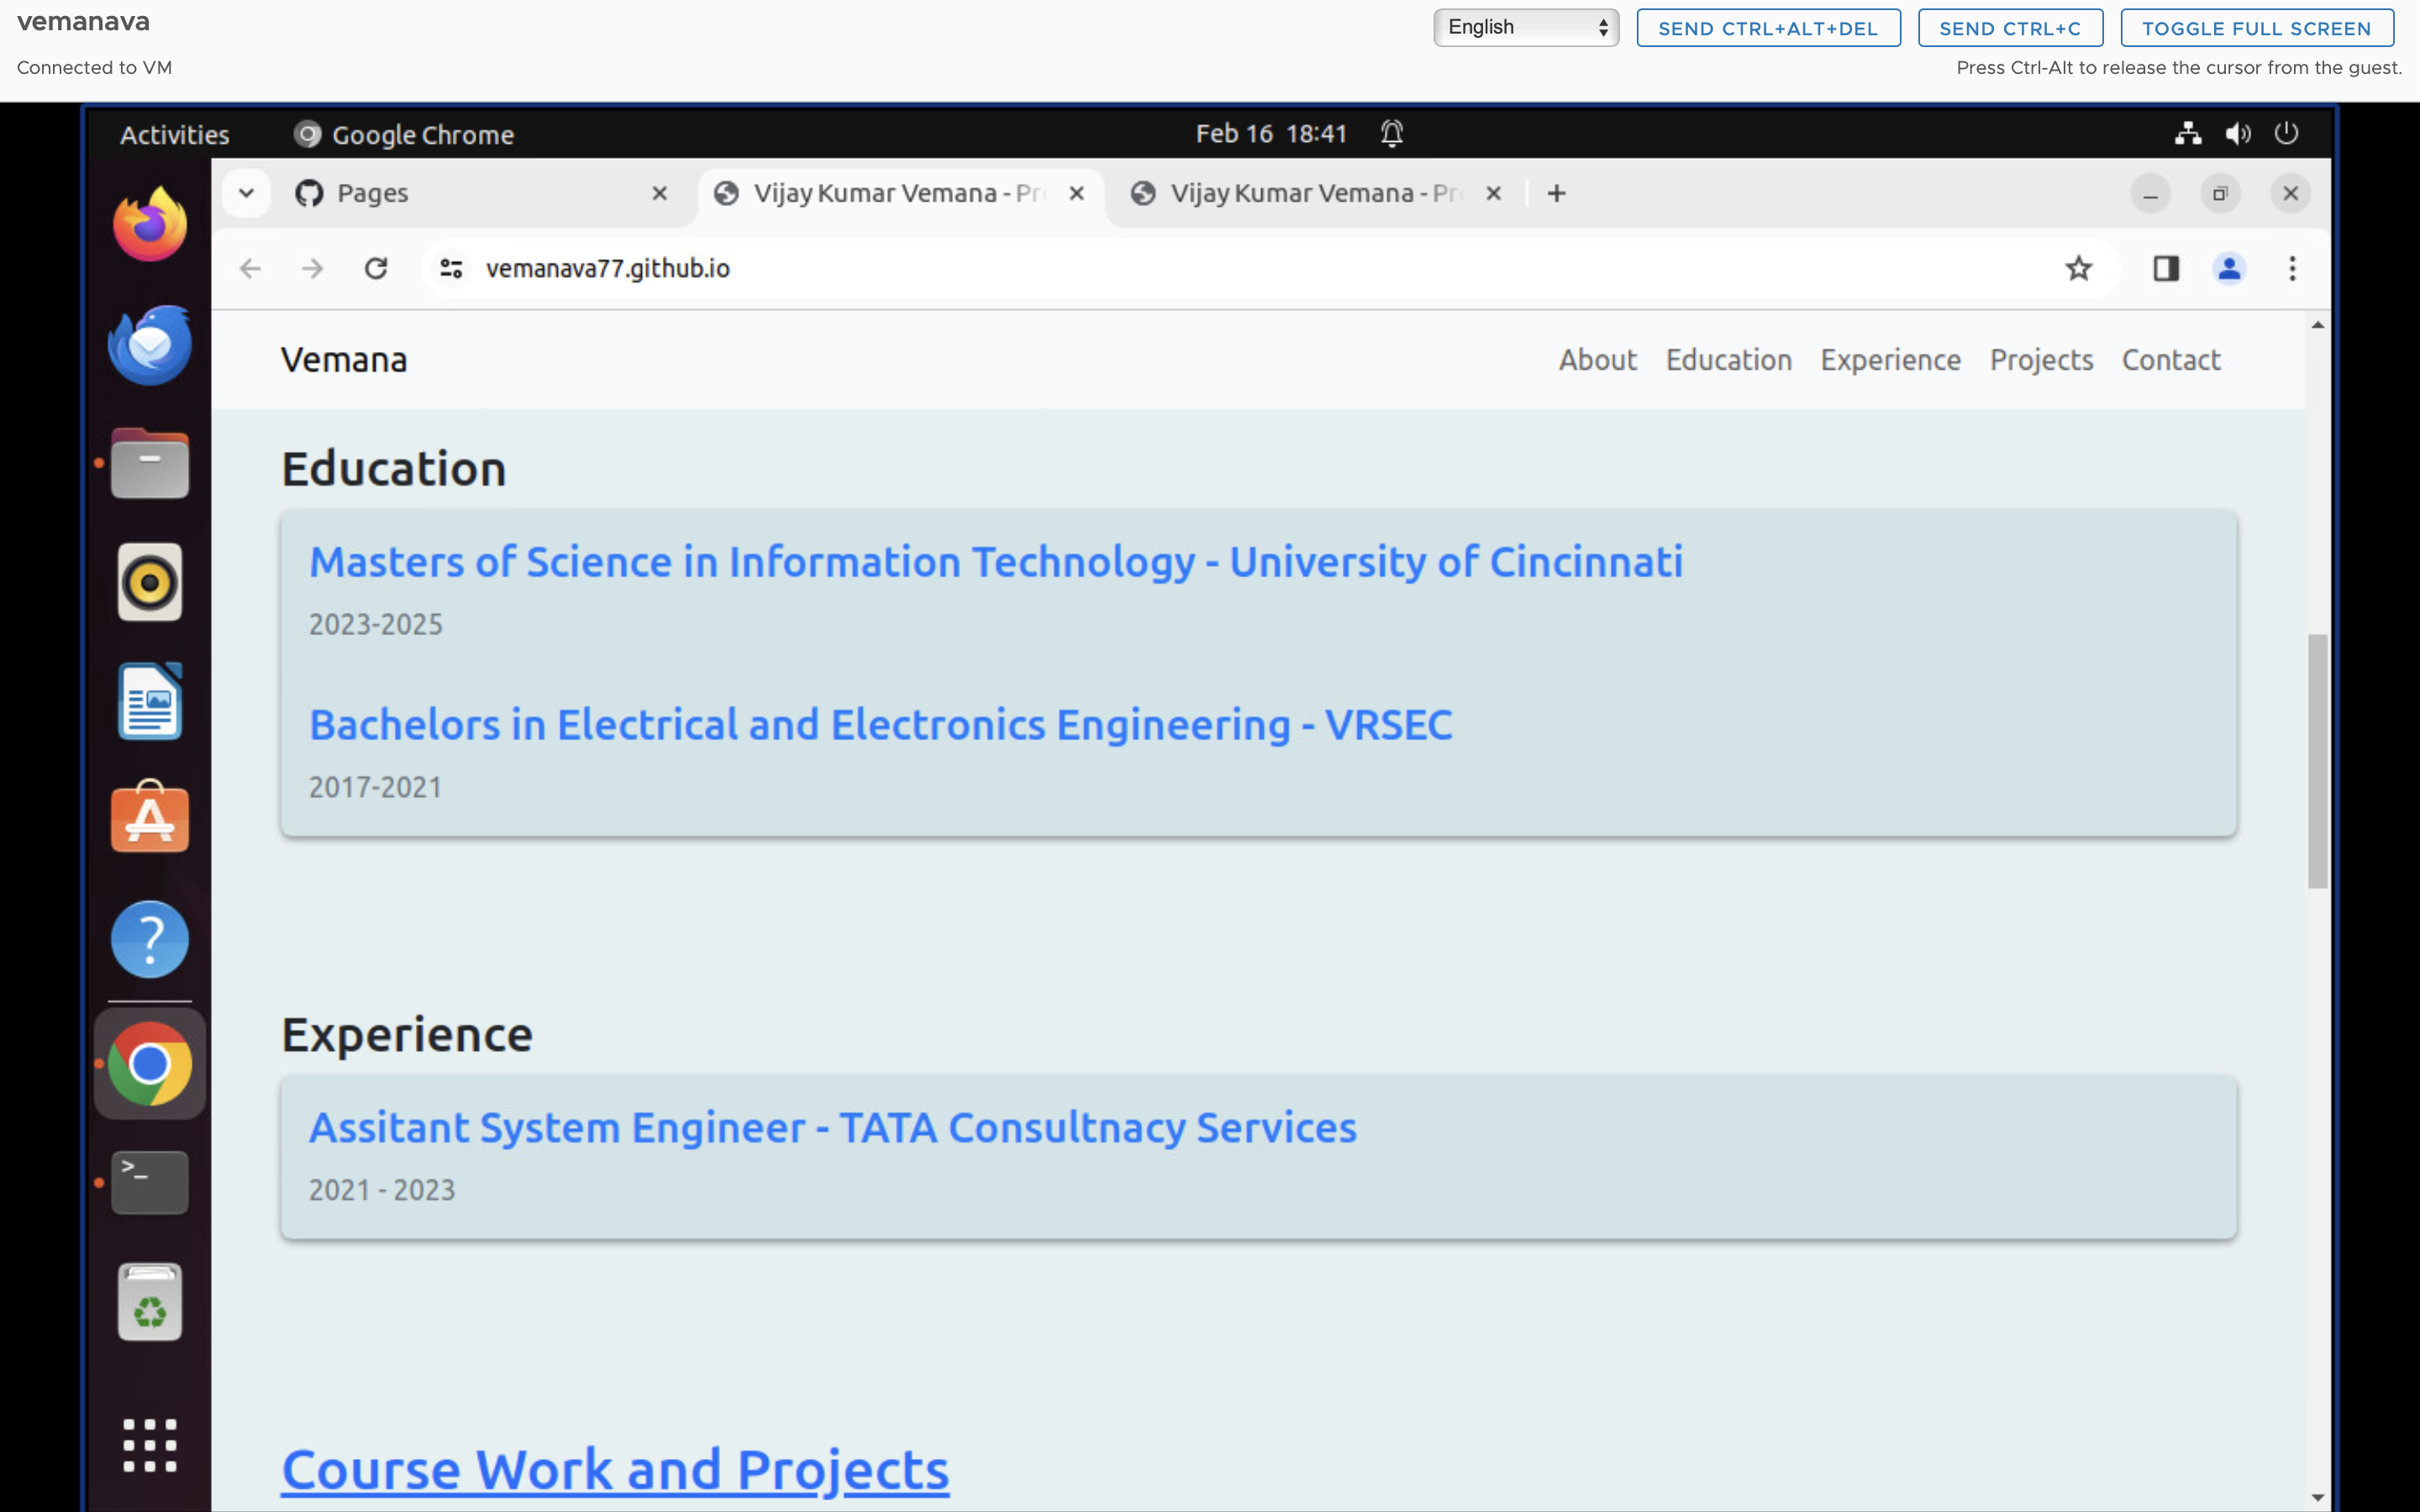 vemanava
English
SEND CTRL+ALT+DEL
SEND CTRL+C
TOGGLE FULL SCREEN
Connected to VM
Press Ctrl-Alt to release the cursor from the guest.
Activities
Google Chrome
Feb 16 18:41
Pages
Vijay Kumar Vemana - Pr
Vijay Kumar Vemana - Pr
vemanava77.github.io
Vemana
About
Education
Experience
Projects
Contact
Education
Masters of Science in Information Technology - University of Cincinnati
2023-2025
Bachelors in Electrical and Electronics Engineering - VRSEC
2017-2021
Experience
Assitant System Engineer - TATA Consultnacy Services
2021 - 2023
Course Work and Projects